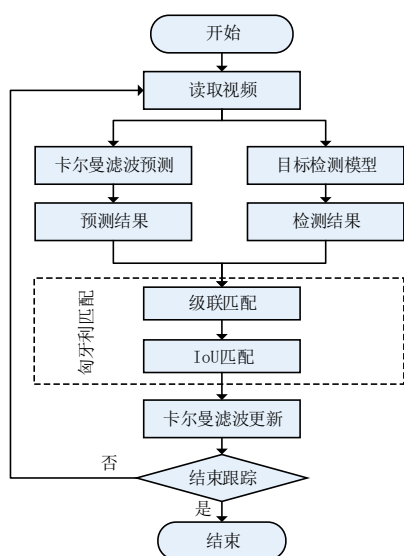 开始
读取视频
卡尔曼滤波预测
目标检测模型
预测结果
检测结果
匈牙利匹配
级联匹配
IoU匹配
卡尔曼滤波更新
否
结束跟踪
是
结束